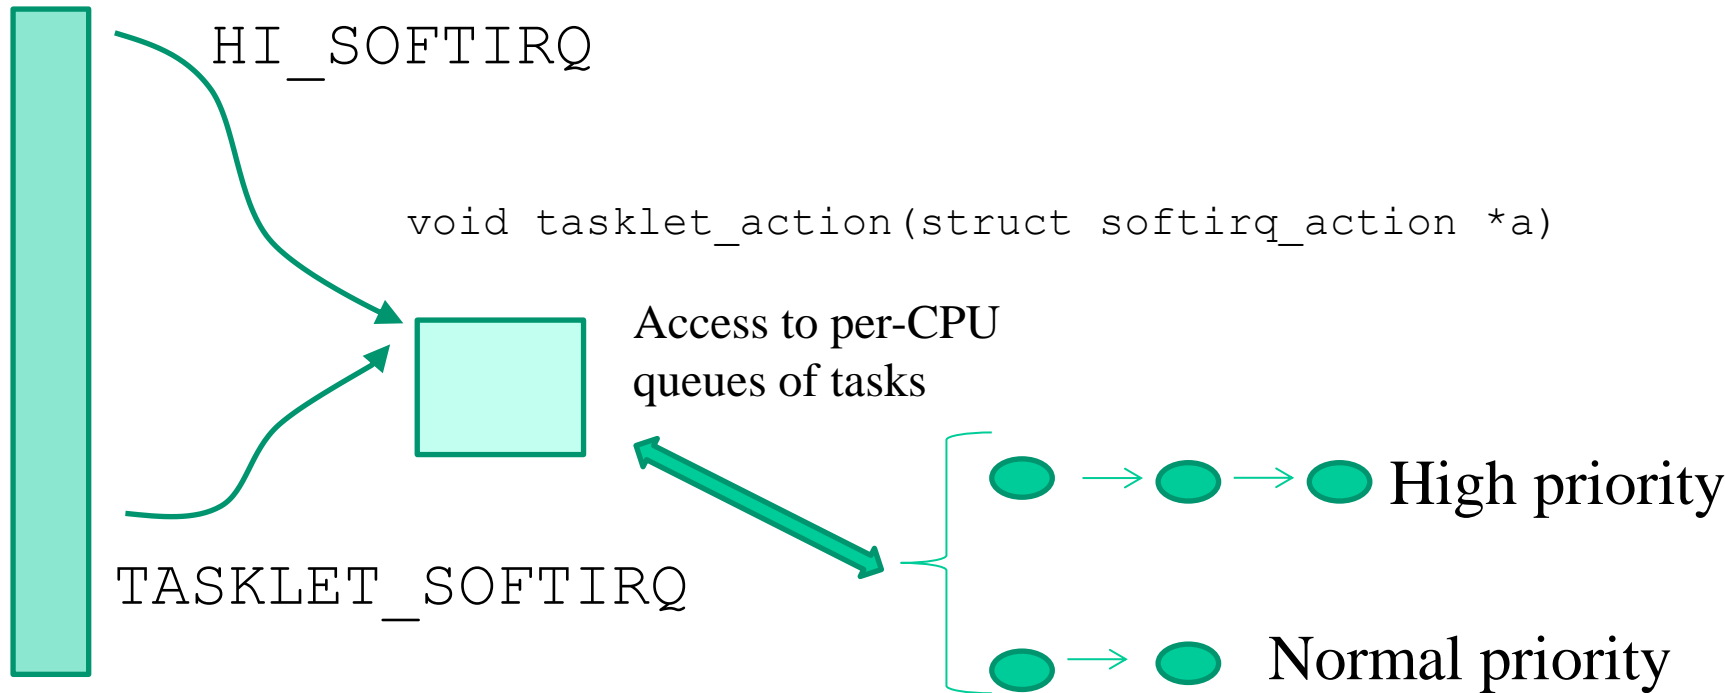 HI_SOFTIRQ
void tasklet_action(struct softirq_action *a)
Access to per-CPU
queues of tasks
High priority
TASKLET_SOFTIRQ
Normal priority